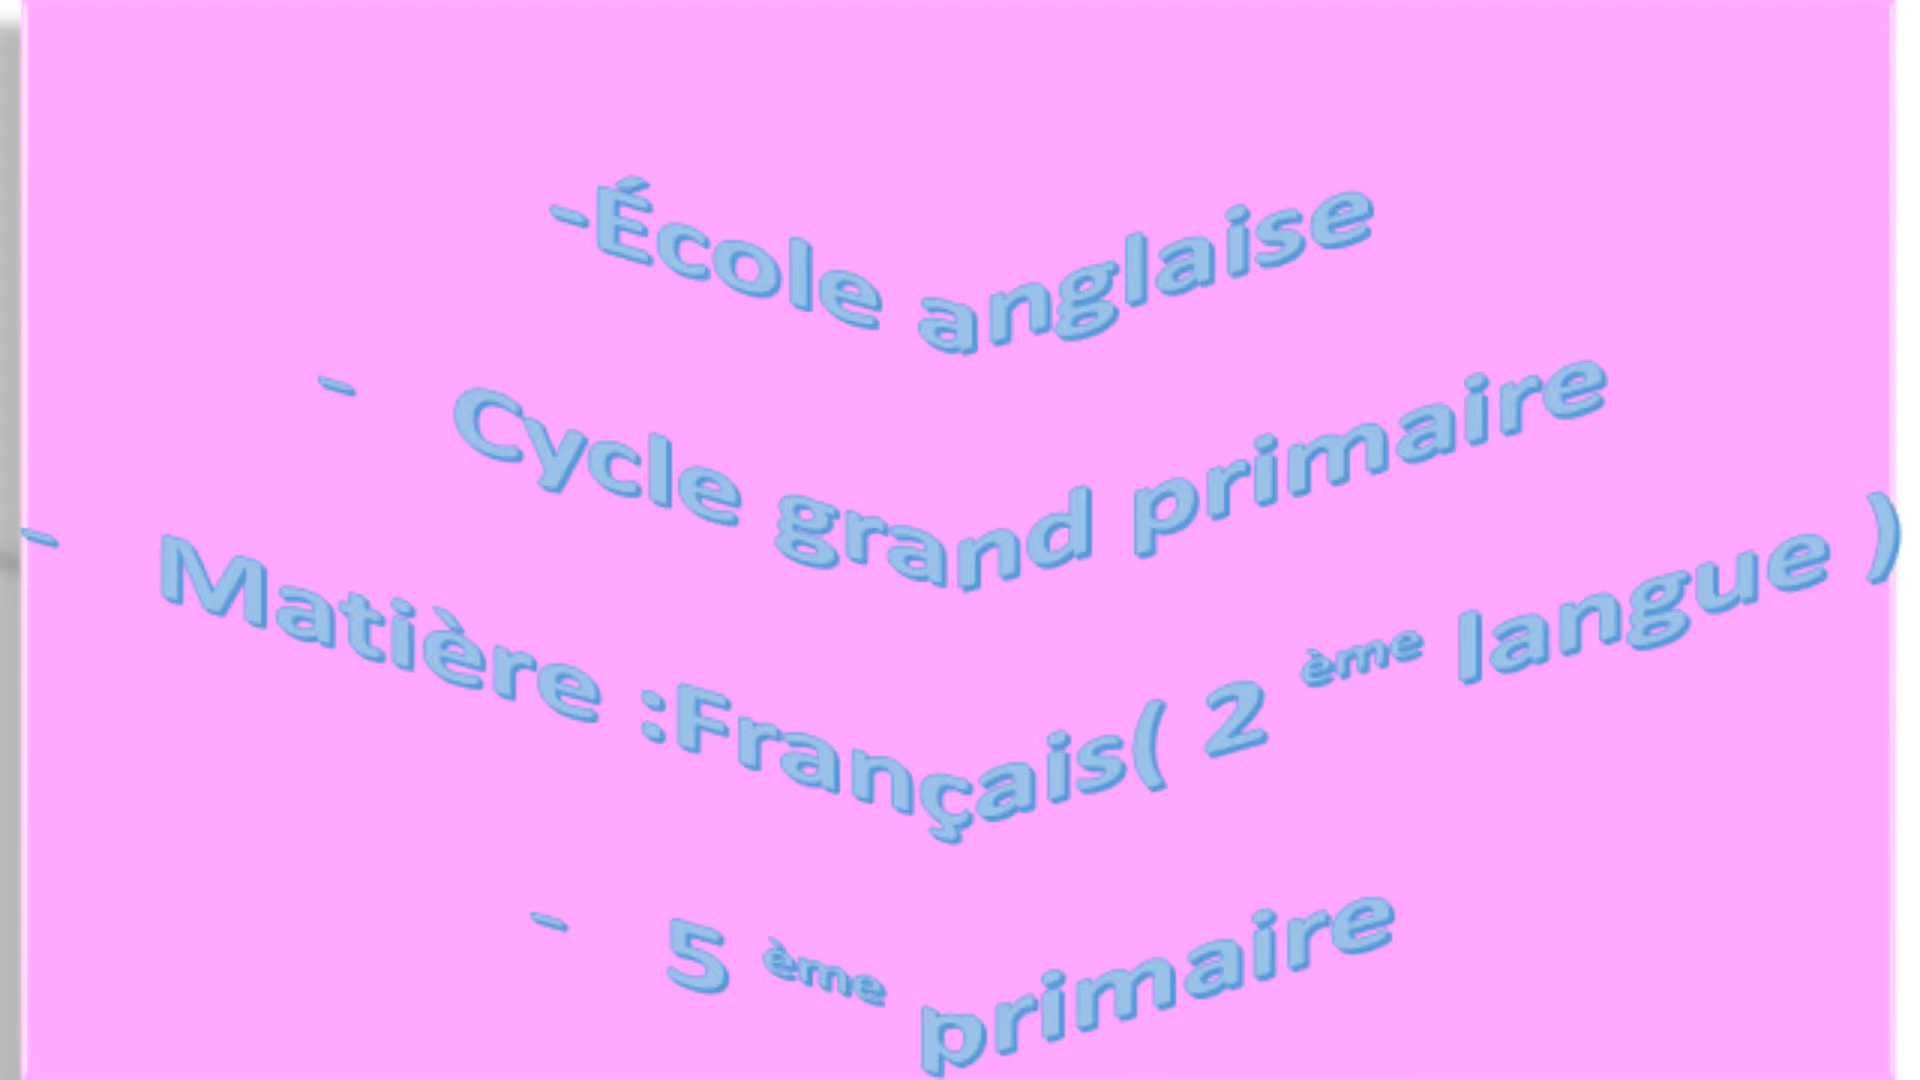 -École anglaise
- Cycle grand primaire
- Matière :Français( 2 ème langue )
- 5 ème primaire